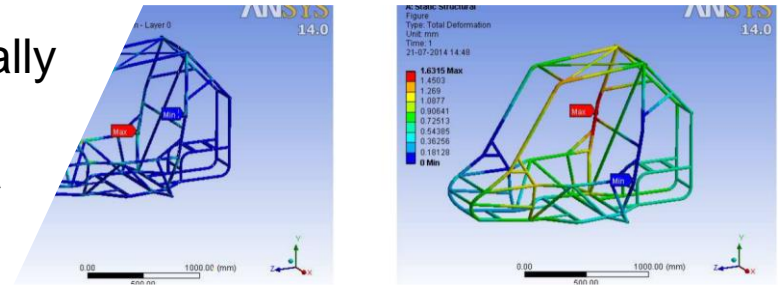 ally
- Layer 0
ANSYS
14.0
Max
Min
0.00
1000.00 (mm)
500.00
Y
Z
X
ANSYS
14.0
A: Static Structural
Figure
Type: Total Deformation
Unit: mm
Time: 1
21-07-2014 14:48
1.6315 Max
1.4503
1.269
1.0877
0.90641
0.72513
0.54385
0.36256
0.18128
0 Min
Max
Min
0.00
1000.00 (mm)
500.00
Y
Z
X